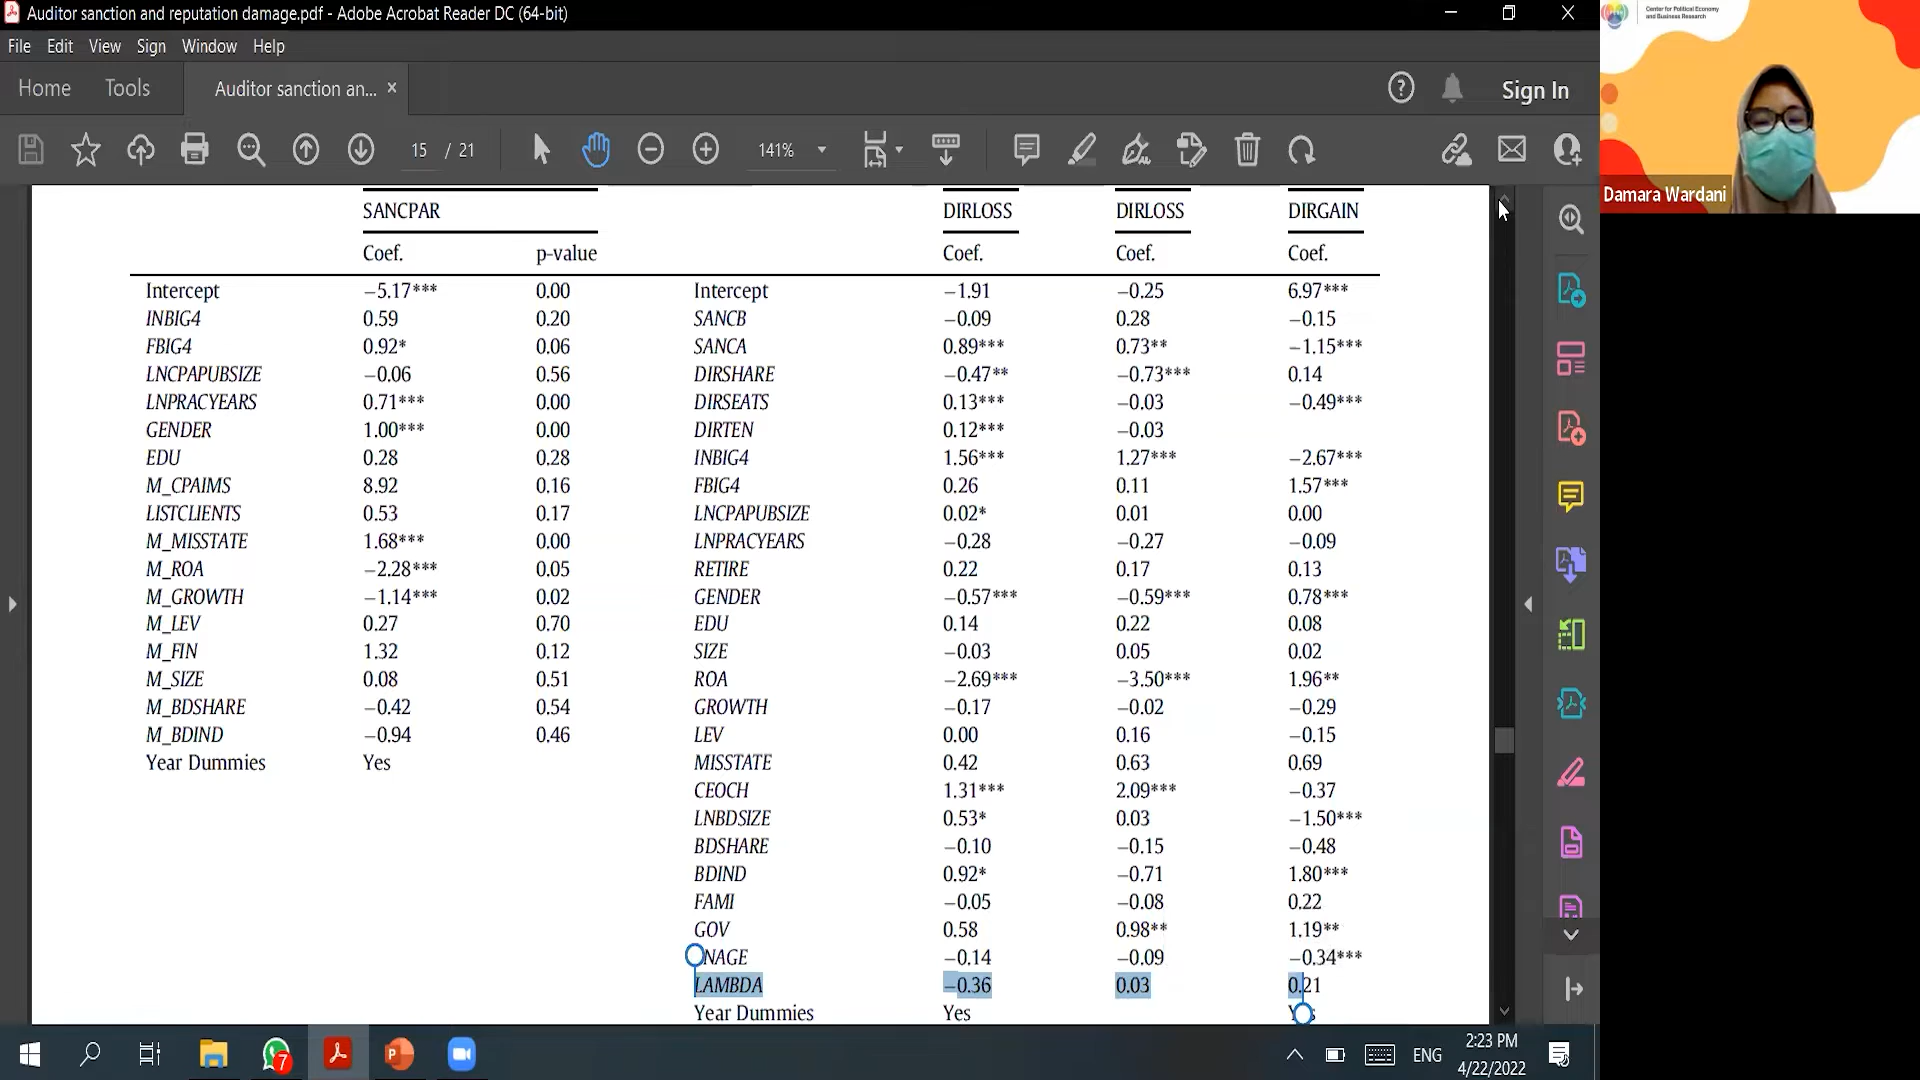 Auditor sanction and reputation damage.pdf - Adobe Acrobat Reader DC (64-bit)
File Edit View Sign Window Help
Home Tools Auditor sanction an... × Sign In
15 / 21 141%
SANCPAR DIRLOSS DIRLOSS DIRGAIN
Coef. p-value Coef. Coef. Coef.
Intercept −5.17*** 0.00 Intercept −1.91 −0.25 6.97***
INBIG4 0.59 0.20 SANCB −0.09 0.28 −0.15
FBIG4 0.92* 0.06 SANCA 0.89*** 0.73** −1.15***
LNCPAPUBSIZE −0.06 0.56 DIRSHARE −0.47** −0.73*** 0.14
LNPRACYEARS 0.71*** 0.00 DIRSEATS 0.13*** −0.03 −0.49***
GENDER 1.00*** 0.00 DIRTEN 0.12*** −0.03
EDU 0.28 0.28 INBIG4 1.56*** 1.27*** −2.67***
M_CPAIMS 8.92 0.16 FBIG4 0.26 0.11 1.57***
LISTCLIENTS 0.53 0.17 LNCPAPUBSIZE 0.02* 0.01 0.00
M_MISSTATE 1.68*** 0.00 LNPRACYEARS −0.28 −0.27 −0.09
M_ROA −2.28*** 0.05 RETIRE 0.22 0.17 0.13
M_GROWTH −1.14*** 0.02 GENDER −0.57*** −0.59*** 0.78***
M_LEV 0.27 0.70 EDU 0.14 0.22 0.08
M_FIN 1.32 0.12 SIZE −0.03 0.05 0.02
M_SIZE 0.08 0.51 ROA −2.69*** −3.50*** 1.96**
M_BDSHARE −0.42 0.54 GROWTH −0.17 −0.02 −0.29
M_BDIND −0.94 0.46 LEV 0.00 0.16 −0.15
Year Dummies Yes MISSTATE 0.42 0.63 0.69
CEOCH 1.31*** 2.09*** −0.37
LNBDSIZE 0.53* 0.03 −1.50***
BDSHARE −0.10 −0.15 −0.48
BDIND 0.92* −0.71 1.80***
FAMI −0.05 −0.08 0.22
GOV 0.58 0.98** 1.19**
NAGE −0.14 −0.09 −0.34***
LAMBDA −0.36 0.03 0.21
Year Dummies Yes
Center for Political Economy
and Business Research
Damara Wardani
7
ENG
2:23 PM
4/22/2022